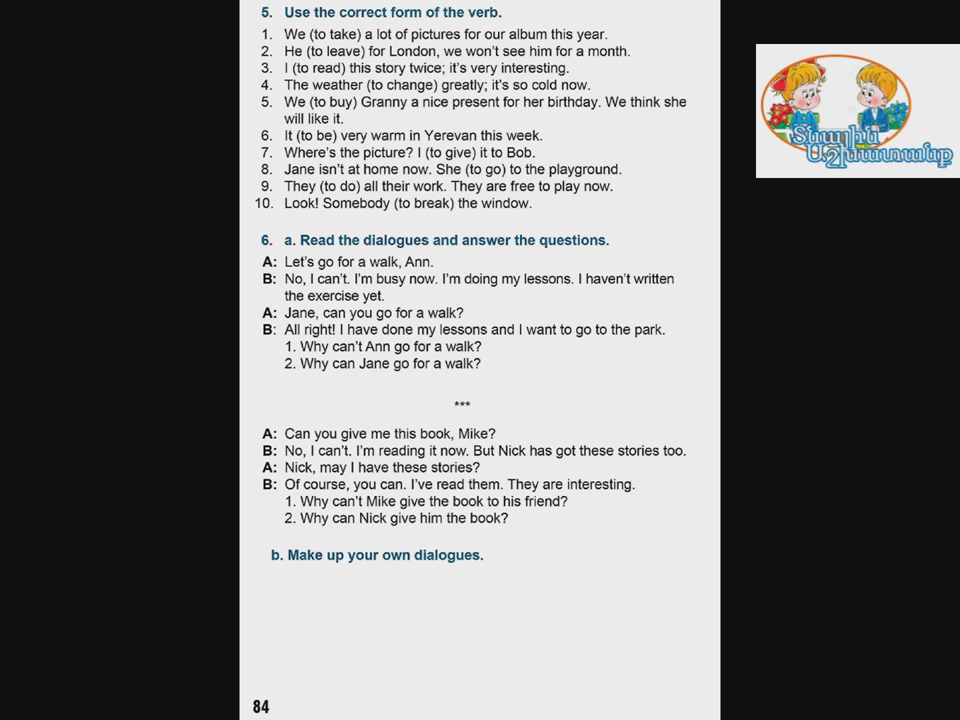 5. Use the correct form of the verb.
1. We (to take) a lot of pictures for our album this year.
2. He (to leave) for London, we won't see him for a month.
3. I (to read) this story twice; it's very interesting.
4. The weather (to change) greatly; it's so cold now.
5. We (to buy) Granny a nice present for her birthday. We think she
will like it.
6. It (to be) very warm in Yerevan this week.
7. Where's the picture? I (to give) it to Bob.
8. Jane isn't at home now. She (to go) to the playground.
9. They (to do) all their work. They are free to play now.
10. Look! Somebody (to break) the window.
6. a. Read the dialogues and answer the questions.
A: Let's go for a walk, Ann.
B: No, I can't. I'm busy now. I'm doing my lessons. I haven't written
the exercise yet.
A: Jane, can you go for a walk?
B: All right! I have done my lessons and I want to go to the park.
1. Why can't Ann go for a walk?
2. Why can Jane go for a walk?
***
A: Can you give me this book, Mike?
B: No, I can't. I'm reading it now. But Nick has got these stories too.
A: Nick, may I have these stories?
B: Of course, you can. I've read them. They are interesting.
1. Why can't Mike give the book to his friend?
2. Why can Nick give him the book?
b. Make up your own dialogues.
84
Տնային
Աշխատանք